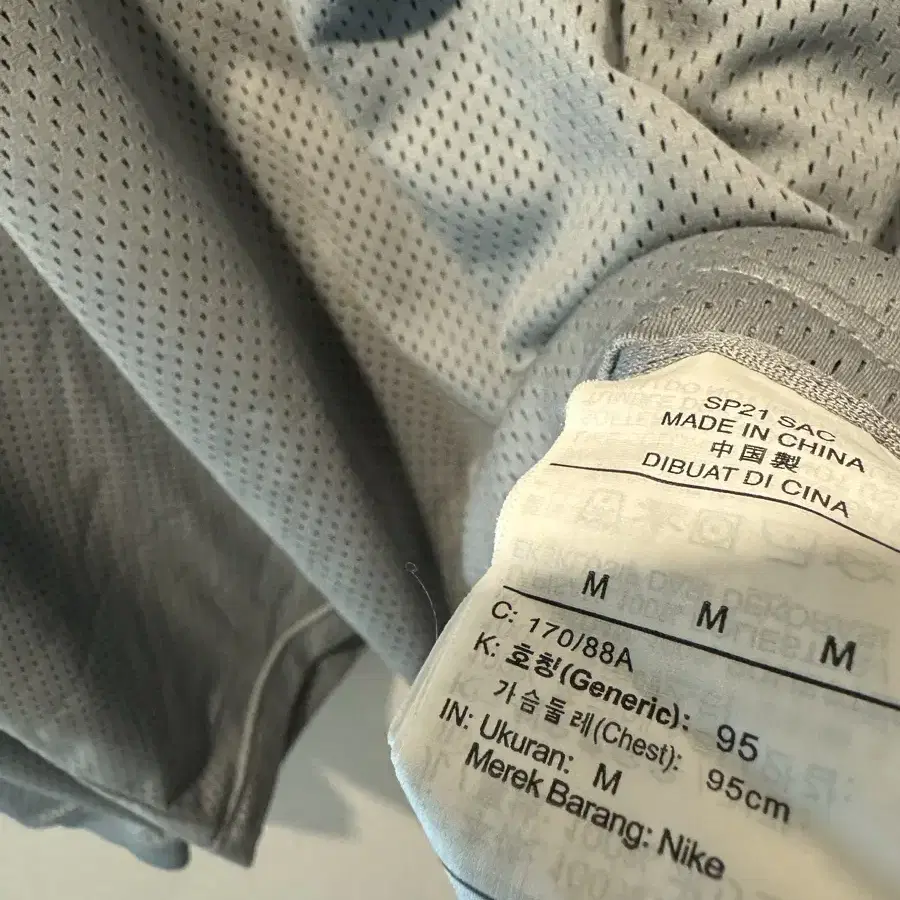 SP21 SAC
MADE IN CHINA
中国製
DIBUAT DI CINA
M M M
C: 170/88A
K: 호칭(Generic): 95
가슴둘레(Chest): 95cm
IN: Ukuran: M
Merek Barang: Nike